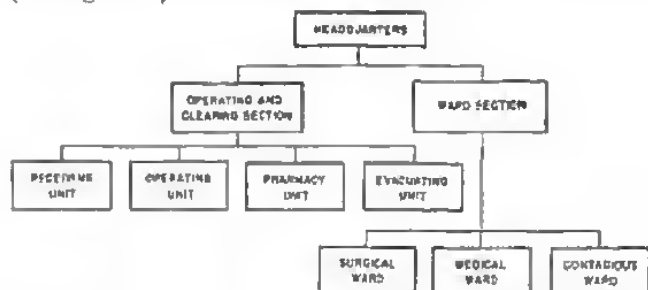 HEADQUARTERS
OPERATING AND
CLEARING SECTION
WARD SECTION
RECEIVING
UNIT
OPERATING
UNIT
PHARMACY
UNIT
EVACUATING
UNIT
SURGICAL
WARD
MEDICAL
WARD
CONTAGIOUS
WARD